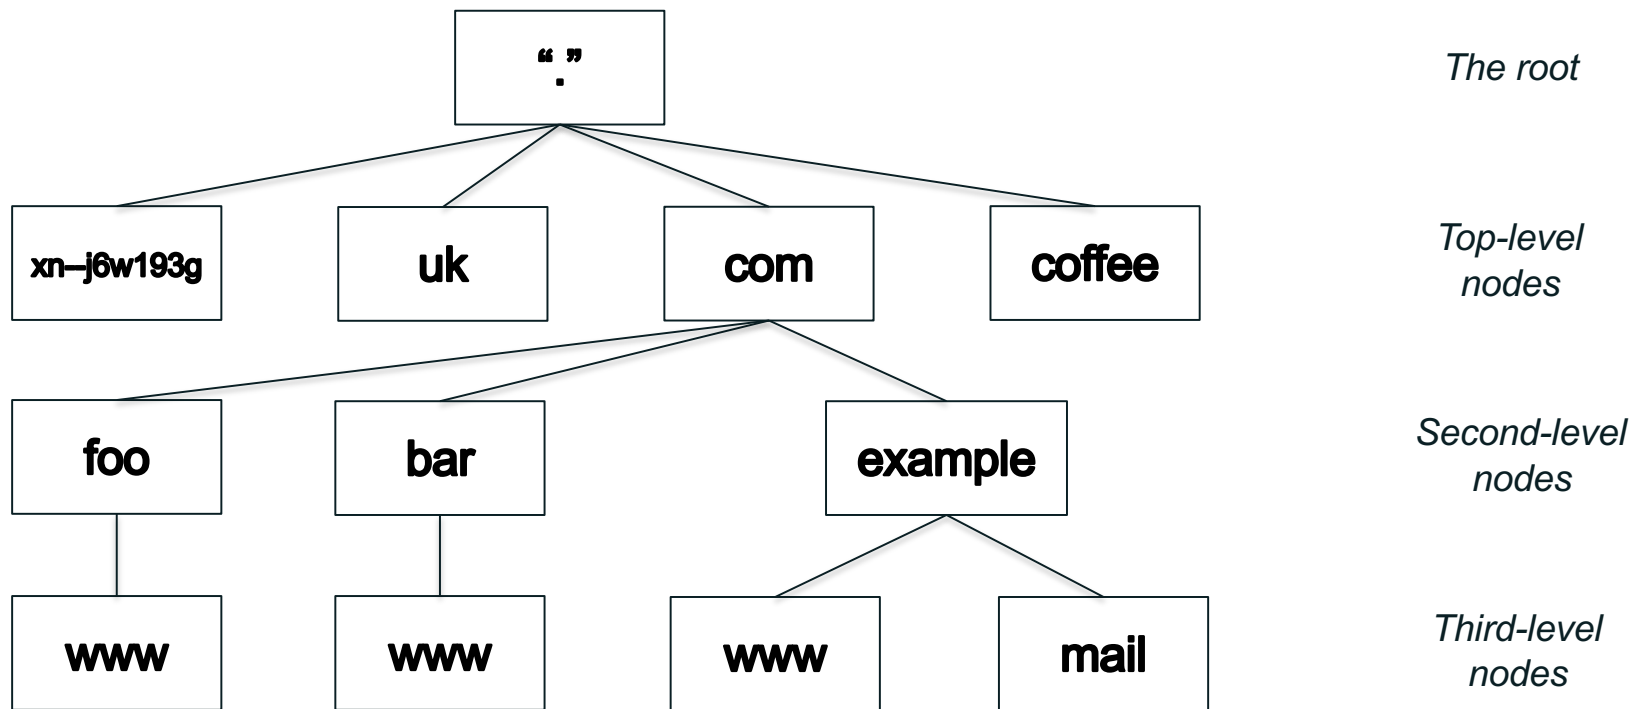 “.”
The root
xn--j6w193g
uk
com
coffee
Top-level
nodes
foo
bar
example
Second-level
nodes
www
www
www
mail
Third-level
nodes